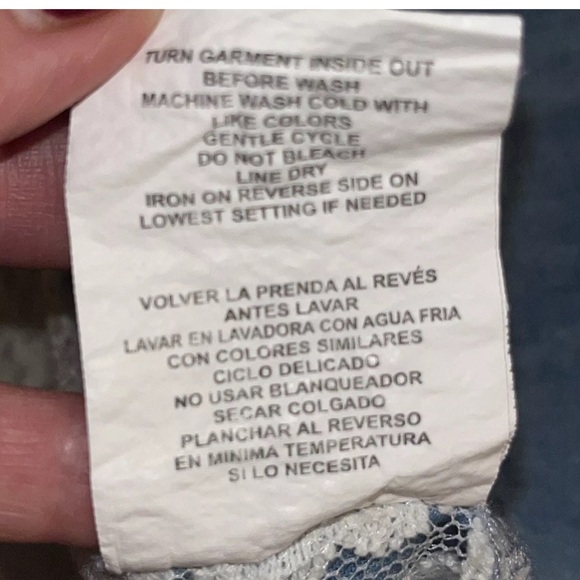 TURN GARMENT INSIDE OUT
BEFORE WASH
MACHINE WASH COLD WITH
LIKE COLORS
GENTLE CYCLE
DO NOT BLEACH
LINE DRY
IRON ON REVERSE SIDE ON
LOWEST SETTING IF NEEDED
VOLVER LA PRENDA AL REVÉS
ANTES LAVAR
LAVAR EN LAVADORA CON AGUA FRIA
CON COLORES SIMILARES
CICLO DELICADO
NO USAR BLANQUEADOR
SECAR COLGADO
PLANCHAR AL REVERSO
EN MINIMA TEMPERATURA
SI LO NECESITA